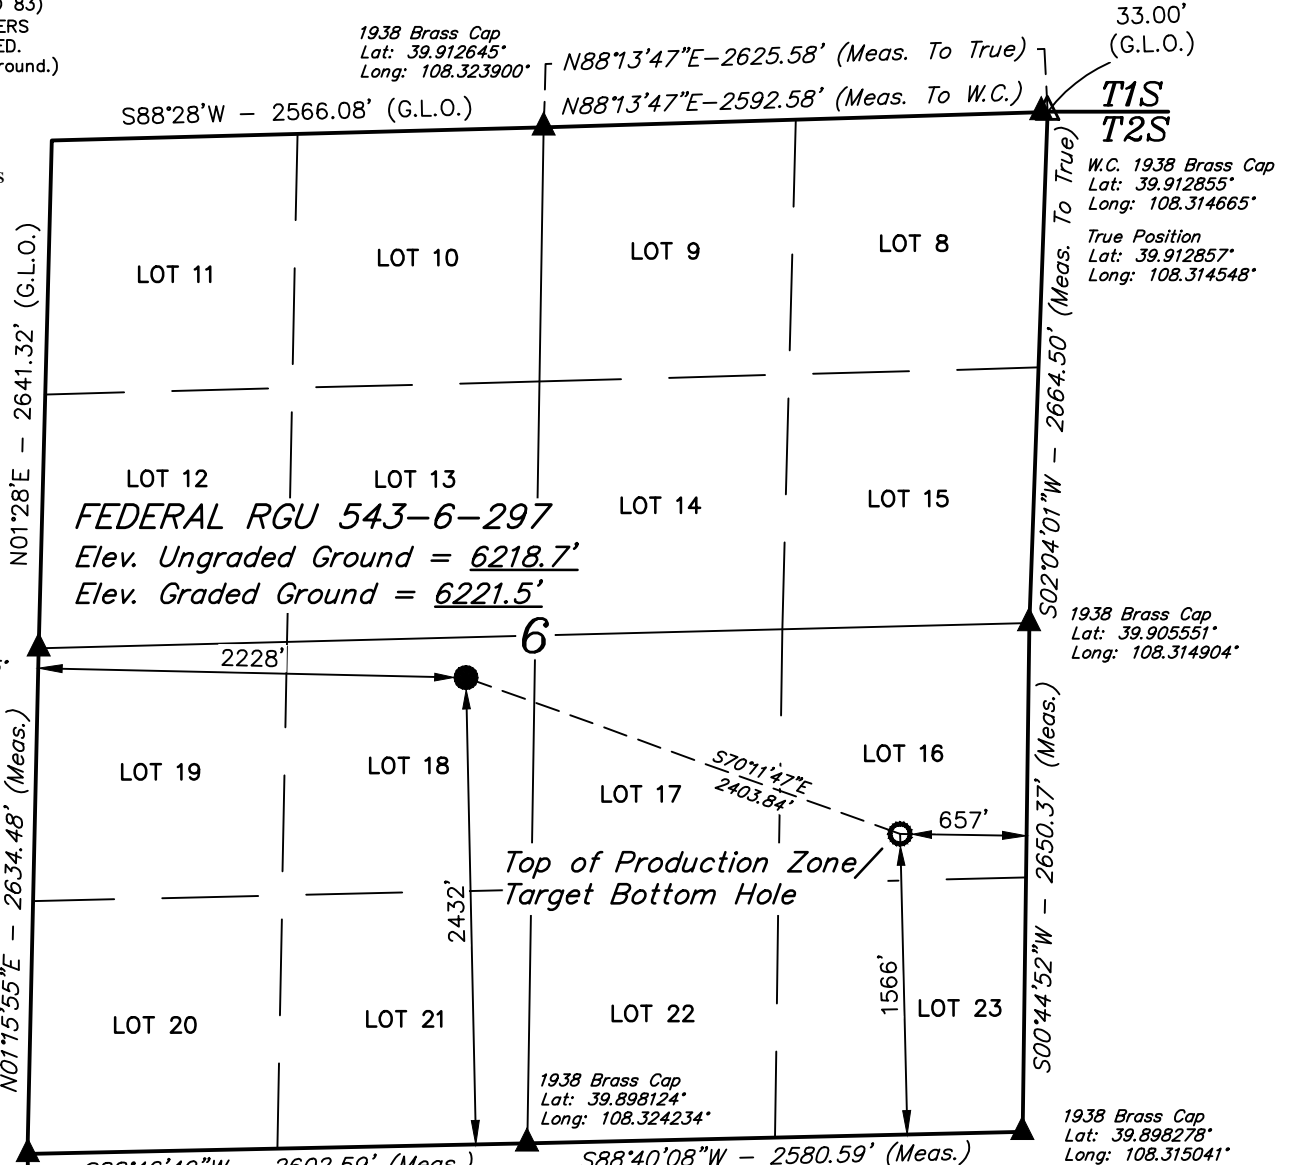 83)
ERS
ED.
round.)
1938 Brass Cap
Lat: 39.912645°
Long: 108.323900°
N88°13'47"E-2625.58' (Meas. To True)
33.00'
(G.L.O.)
S88°28'W - 2566.08' (G.L.O.)
N88°13'47"E-2592.58' (Meas. To W.C.)
T1S
T2S
W.C. 1938 Brass Cap
Lat: 39.912855°
Long: 108.314665°
True Position
Lat: 39.912857°
Long: 108.314548°
s
N01°28'E - 2641.32' (G.L.O.)
LOT 11
LOT 10
LOT 9
LOT 8
S02°04'01"W - 2664.50' (Meas. To True)
LOT 12
LOT 13
LOT 14
LOT 15
FEDERAL RGU 543-6-297
Elev. Ungraded Ground = 6218.7'
Elev. Graded Ground = 6221.5'
6
1938 Brass Cap
Lat: 39.905551°
Long: 108.314904°
2228'
N01°15'55"E - 2634.48' (Meas.)
LOT 19
LOT 18
LOT 17
LOT 16
S70°11'47"E
2403.84'
657'
S00°44'52"W - 2650.37' (Meas.)
Top of Production Zone/
Target Bottom Hole
2432'
1566'
LOT 20
LOT 21
LOT 22
LOT 23
1938 Brass Cap
Lat: 39.898124°
Long: 108.324234°
1938 Brass Cap
Lat: 39.898278°
Long: 108.315041°
2602.59' (Meas.)
S88°40'08"W - 2580.59' (Meas.)